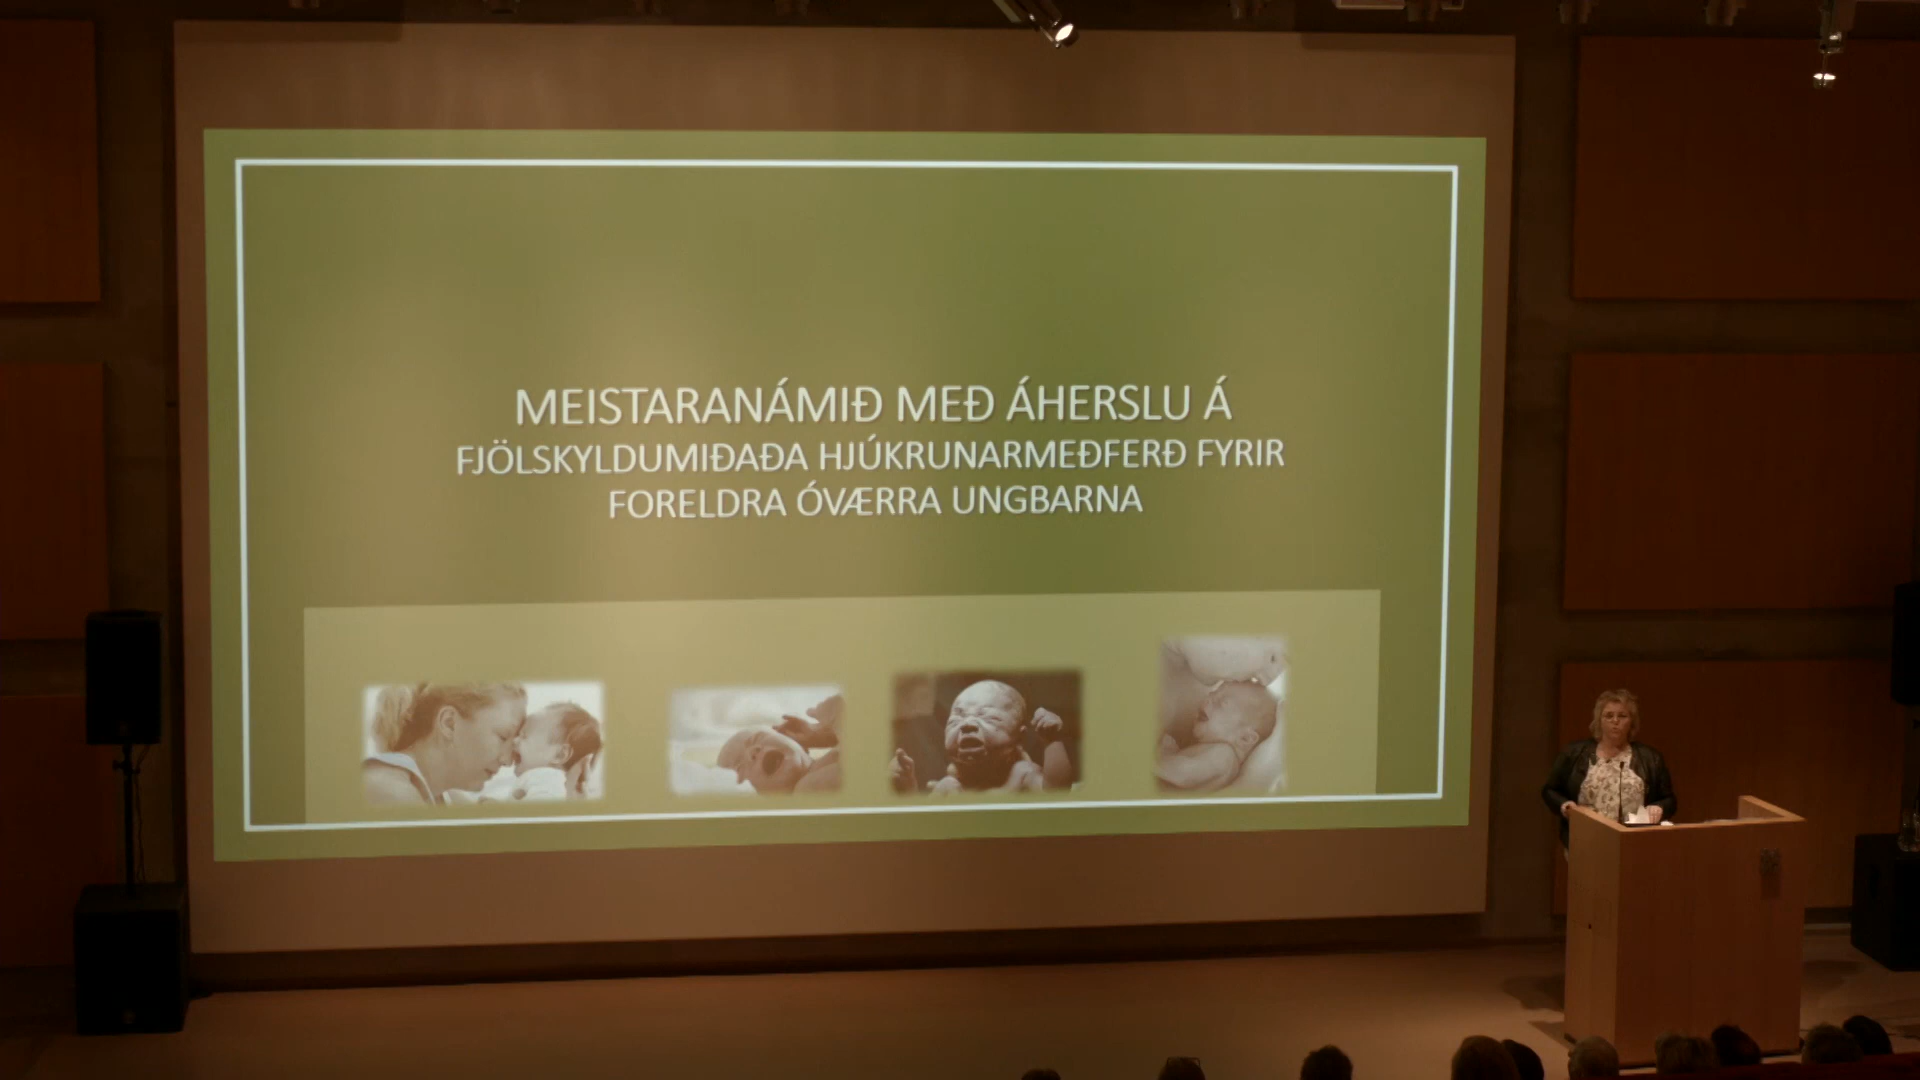 MEISTARANÁMIÐ MEÐ ÁHERSLU Á
FJÖLSKYLDUMIÐAÐA HJÚKRUNARMEÐFERÐ FYRIR
FORELDRA ÓVÆRRA UNGBARNA